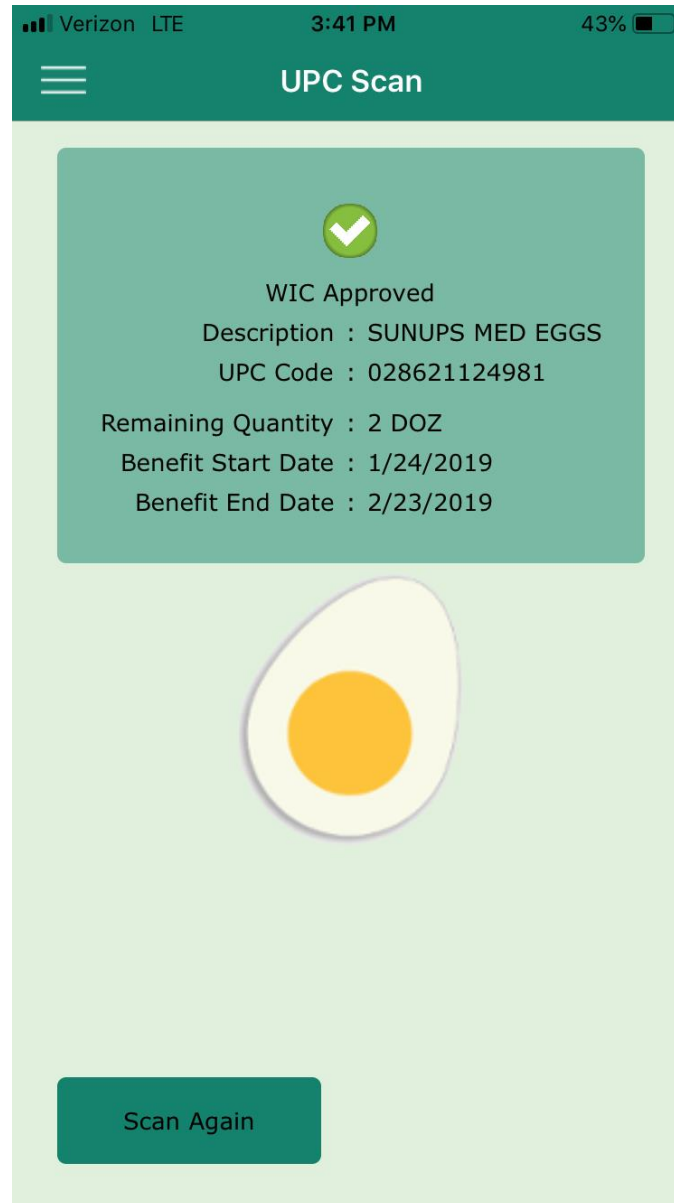 Verizon LTE 3:41 PM 43%
UPC Scan
WIC Approved
Description : SUNUPS MED EGGS
UPC Code : 028621124981
Remaining Quantity : 2 DOZ
Benefit Start Date : 1/24/2019
Benefit End Date : 2/23/2019
Scan Again